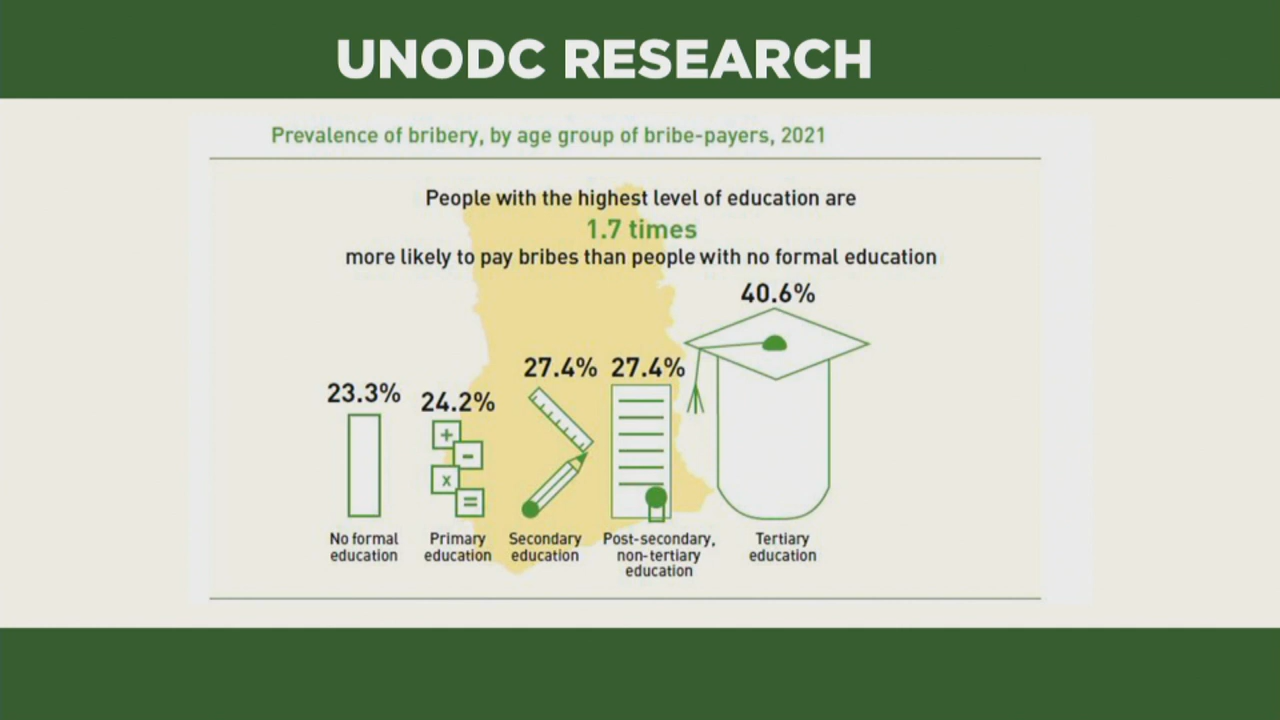 UNODC RESEARCH
Prevalence of bribery, by age group of bribe-payers, 2021
People with the highest level of education are
1.7 times
more likely to pay bribes than people with no formal education
40.6%
27.4% 27.4%
23.3% 24.2%
+
-
x
=
No formal education
Primary education
Secondary education
Post-secondary, non-tertiary education
Tertiary education